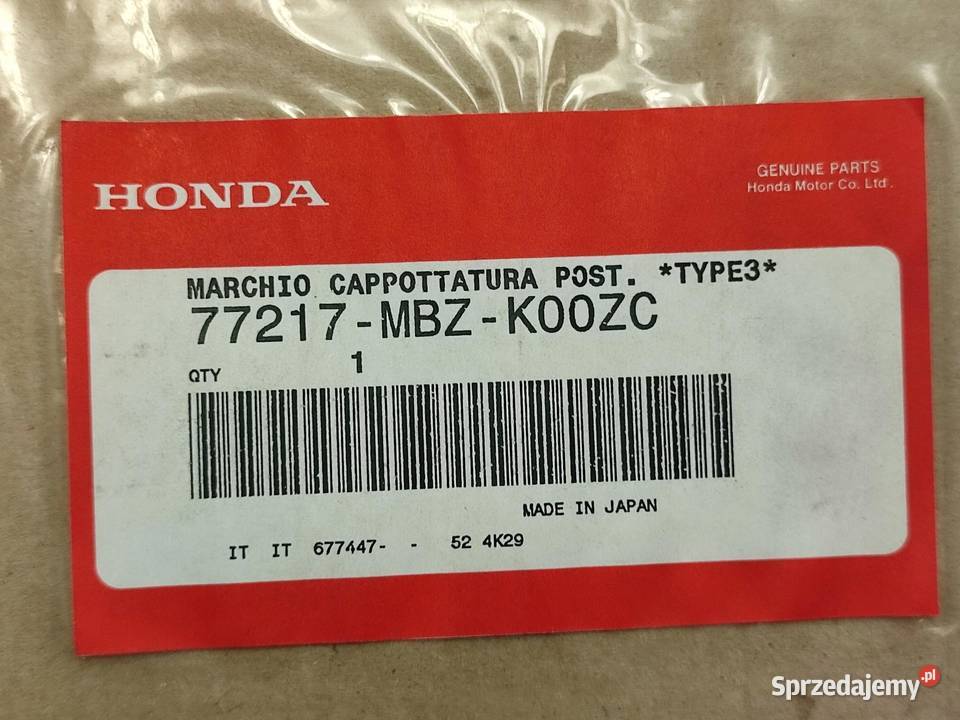 HONDA
GENUINE PARTS
Honda Motor Co. Ltd.
MARCHIO CAPPOTTATURA POST. *TYPE3*
77217-MBZ-K00ZC
QTY 1
MADE IN JAPAN
IT IT 677447- - 52 4K29
Sprzedajemy.pl